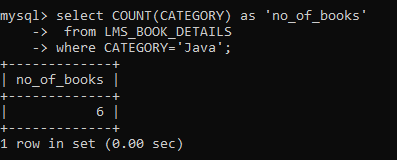 mysql> select COUNT(CATEGORY) as 'no_of_books'
    ->  from LMS_BOOK_DETAILS
    -> where CATEGORY='Java';
+-------------+
| no_of_books |
+-------------+
|           6 |
+-------------+
1 row in set (0.00 sec)